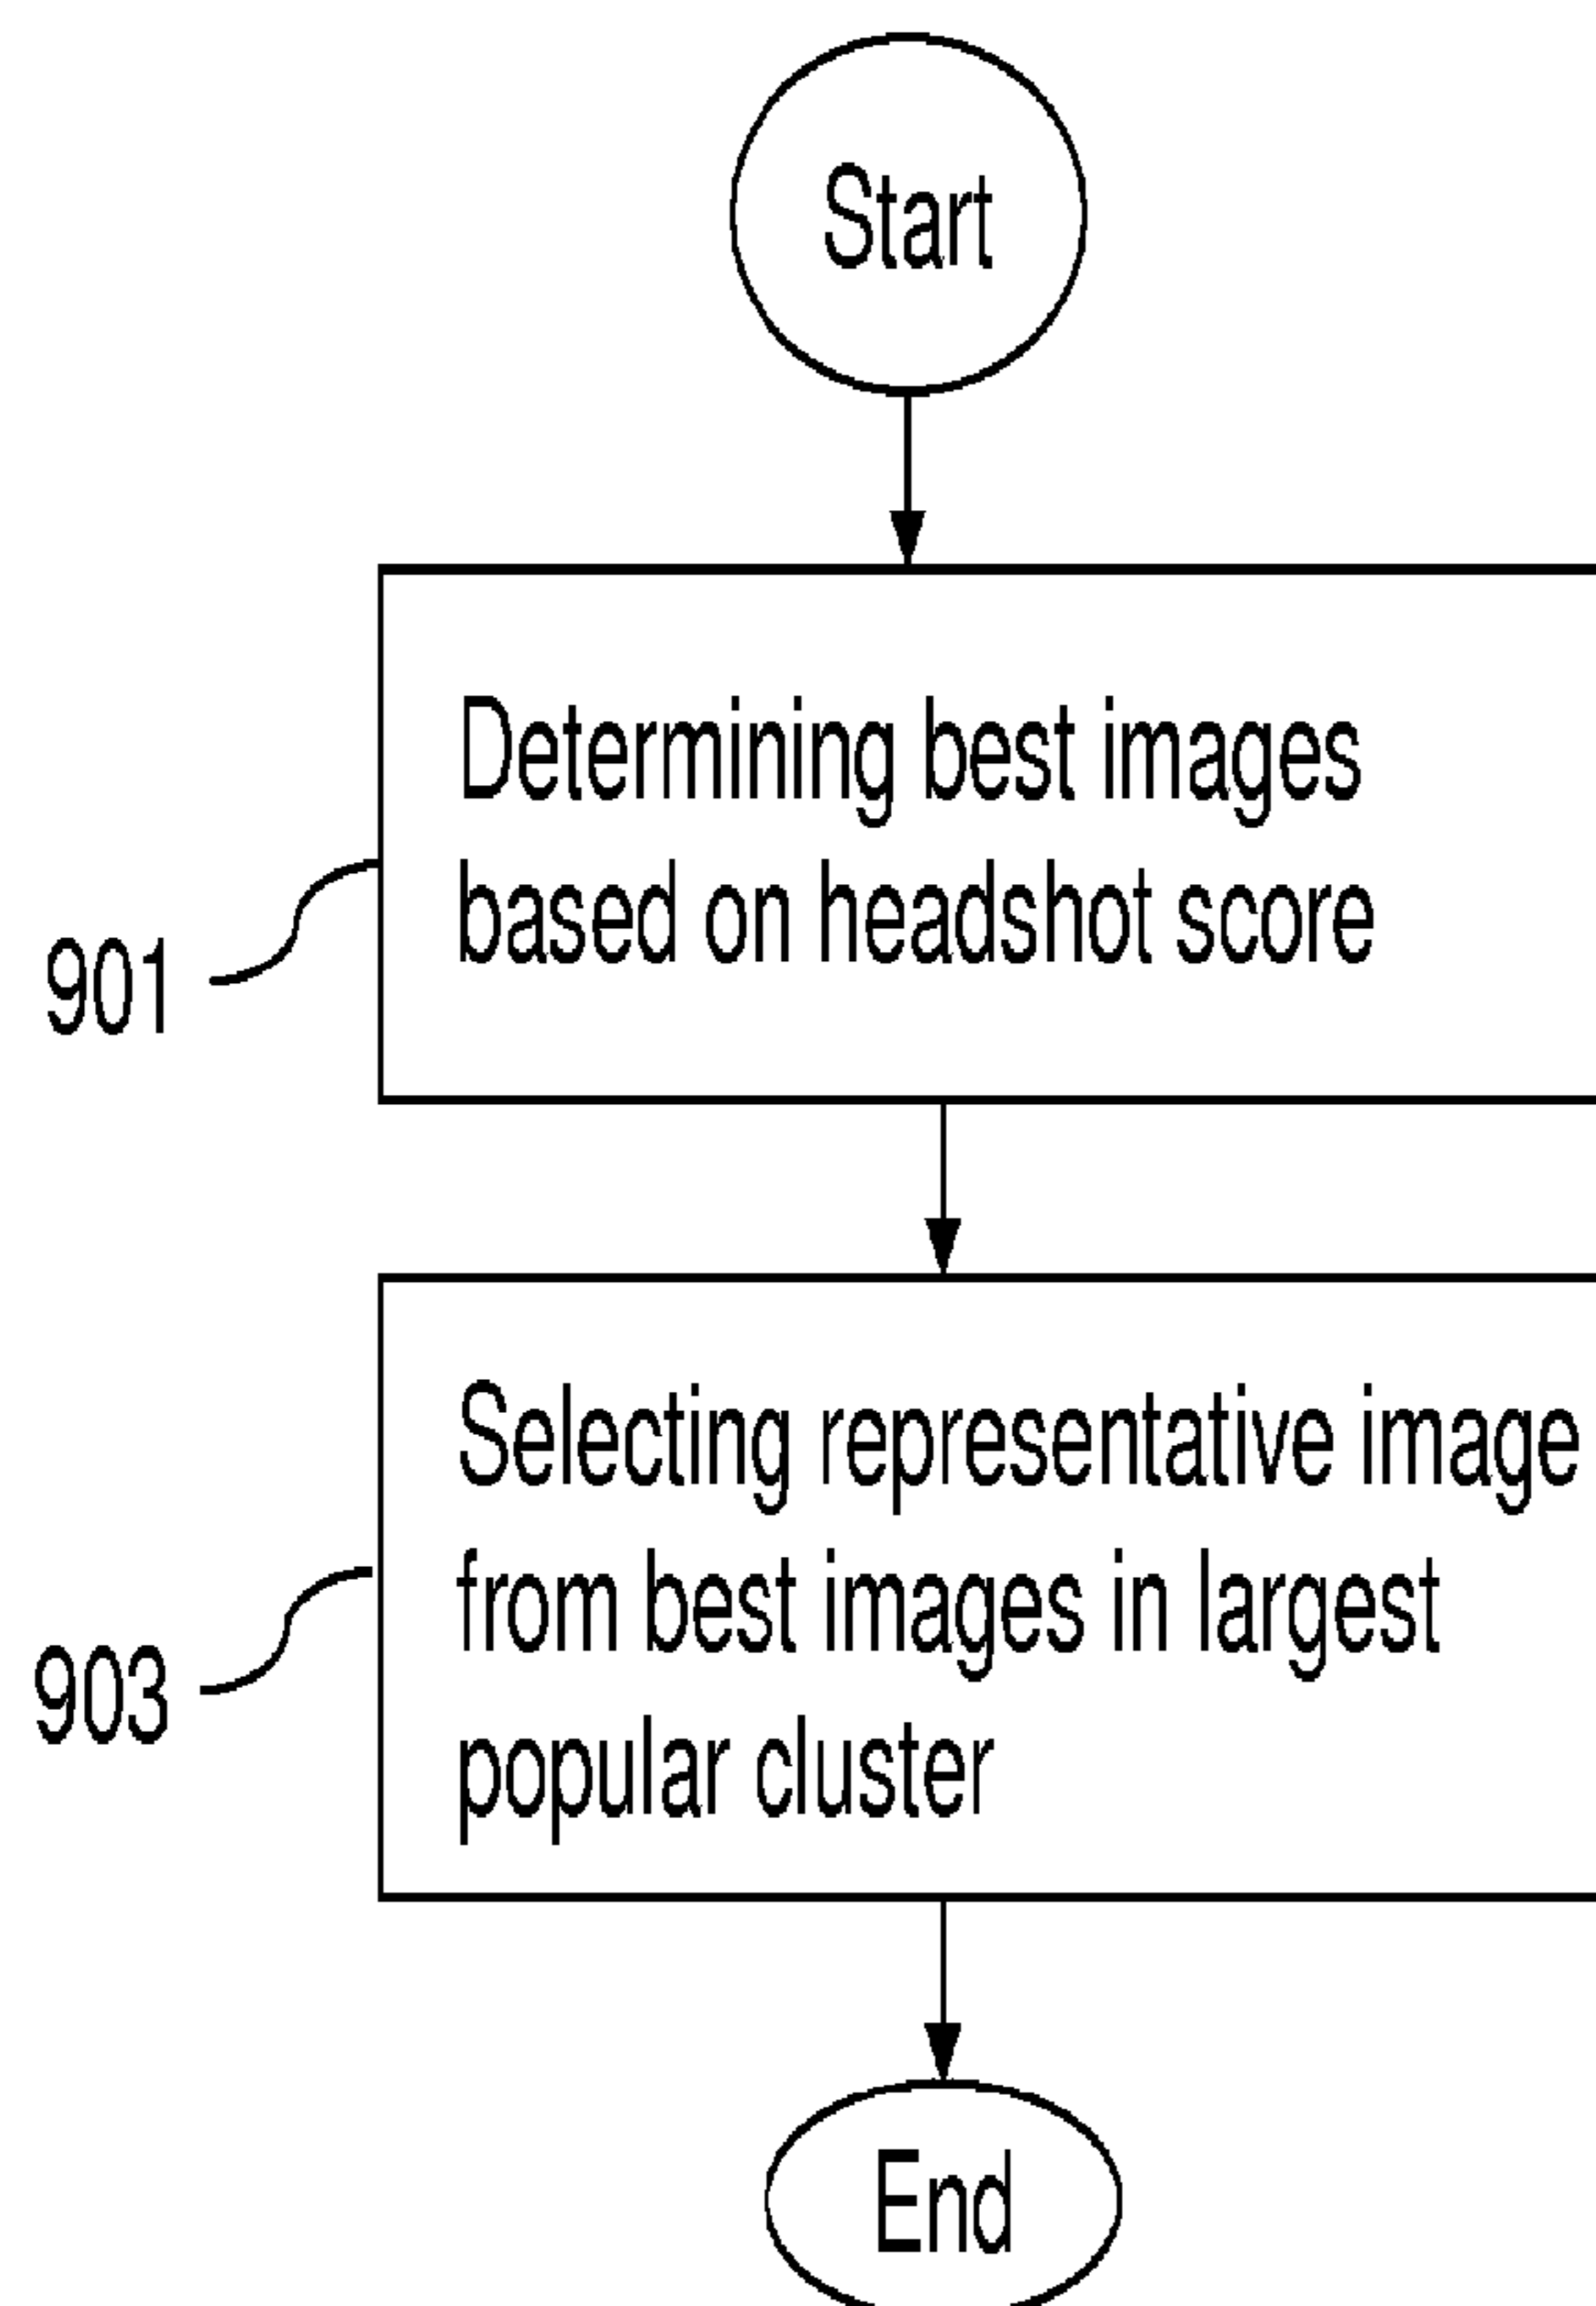 Start
Determining best images
based on headshot score
901
Selecting representative image
from best images in largest
popular cluster
903
End